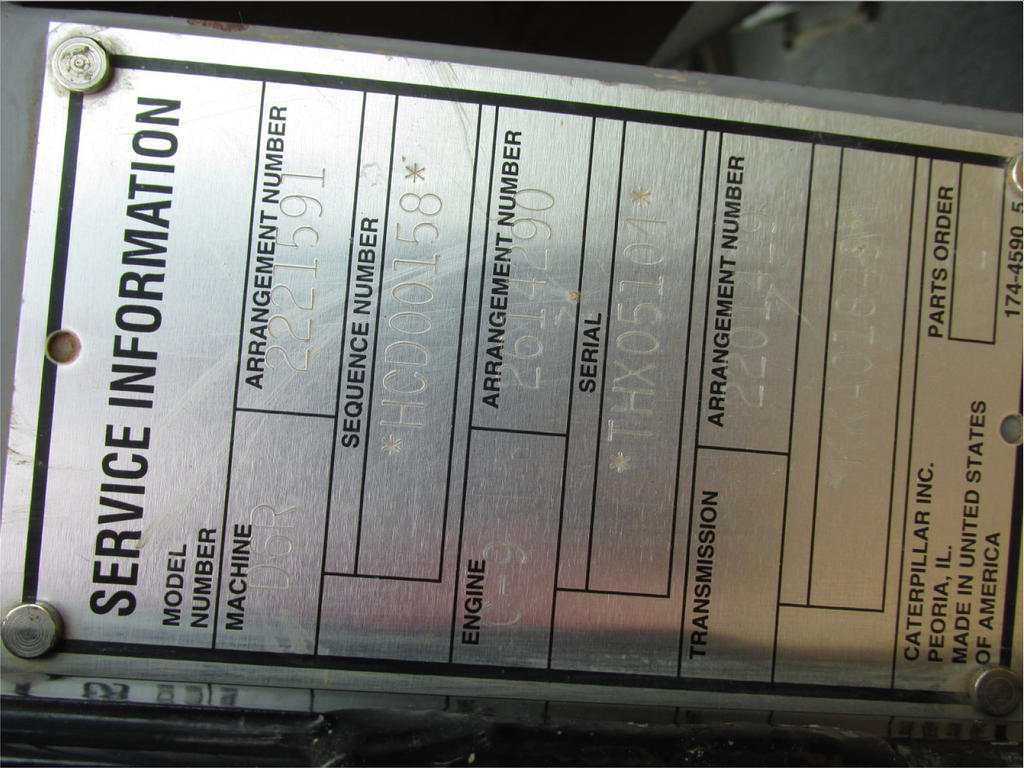 SERVICE INFORMATION
MODEL
NUMBER
MACHINE
D6R
ARRANGEMENT NUMBER
2221591
SEQUENCE NUMBER
*HCD00158*
ENGINE
C-9
ARRANGEMENT NUMBER
2614290
SERIAL
*THX05104*
TRANSMISSION
ARRANGEMENT NUMBER
CATERPILLAR INC.
PEORIA, IL.
MADE IN UNITED STATES
OF AMERICA
PARTS ORDER
174-4590 5